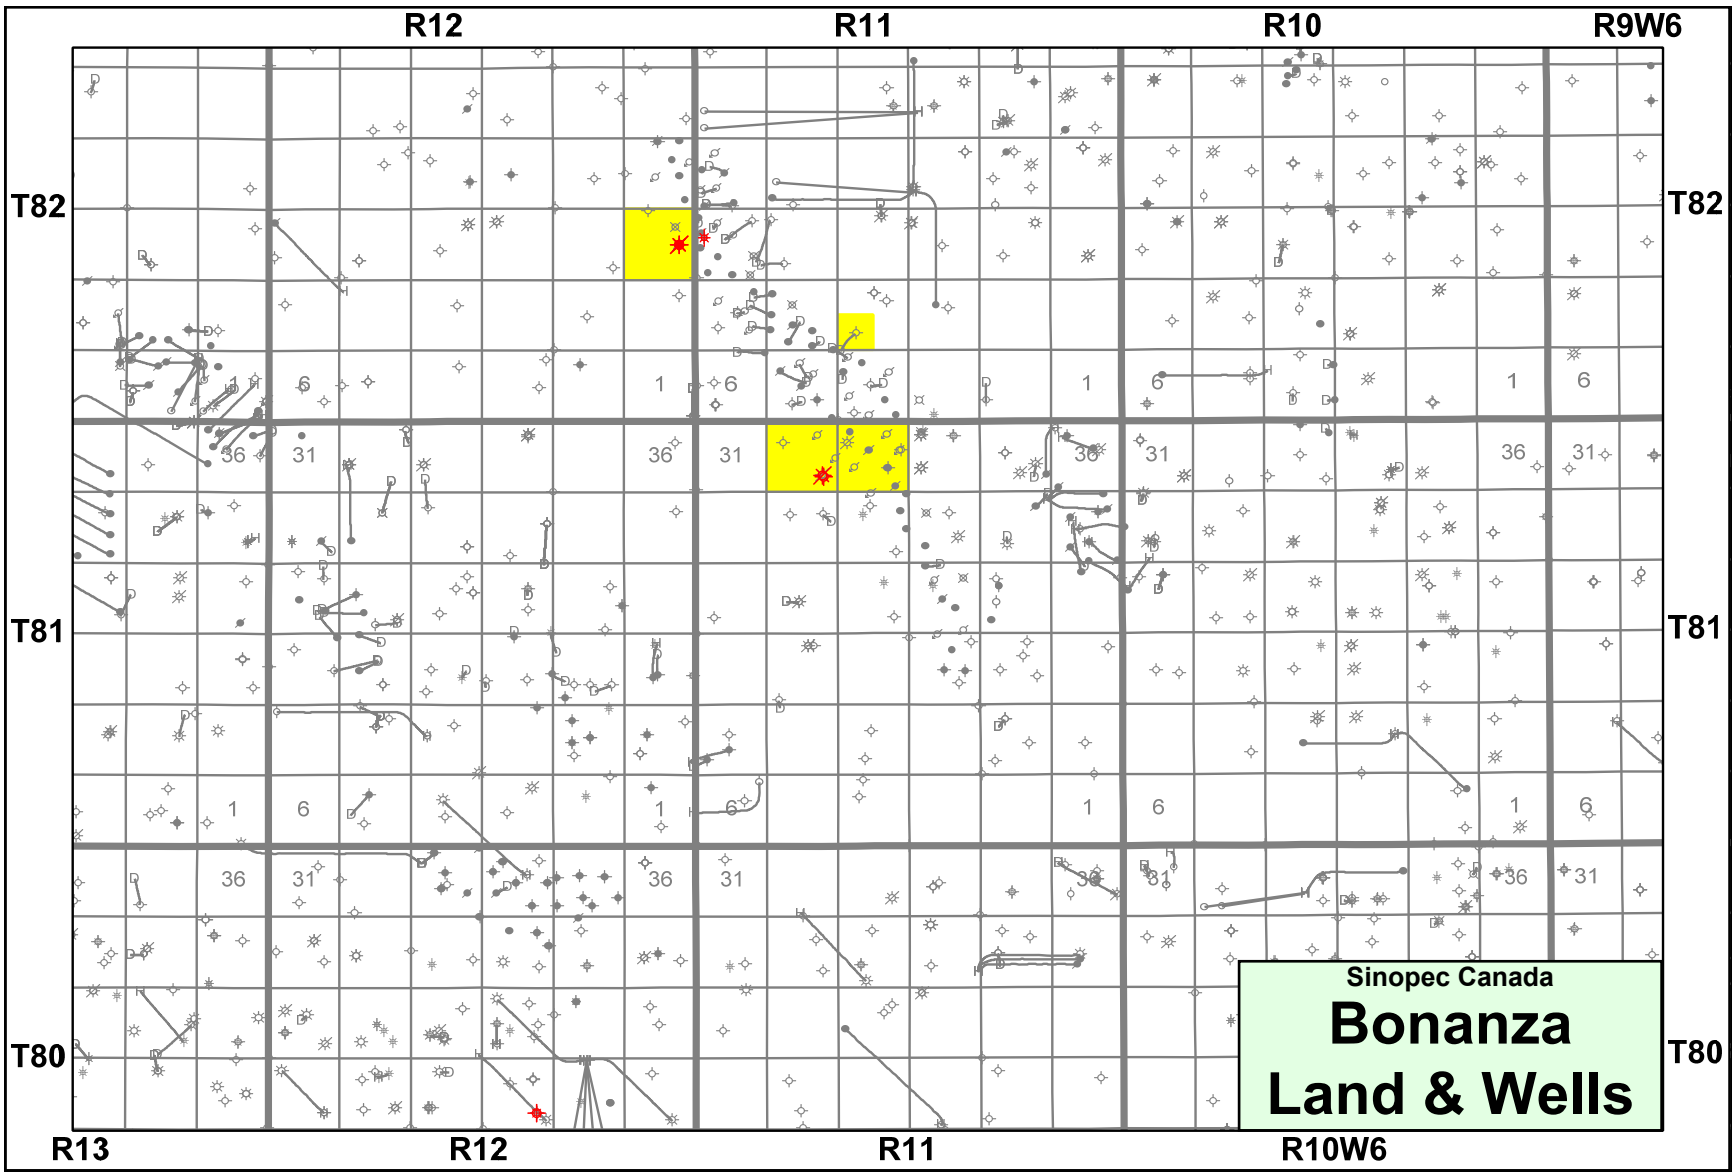 R12 R11 R10 R9W6
T82 T82
1 6 1 6 1 6 1 6
36 31 36 31 36 31 36 31
T81 T81
1 6 1 6 1 6 1 6
36 31 36 31 36 31 36 31
Sinopec Canada
Bonanza
T80 T80
Land & Wells
R13 R12 R11 R10W6